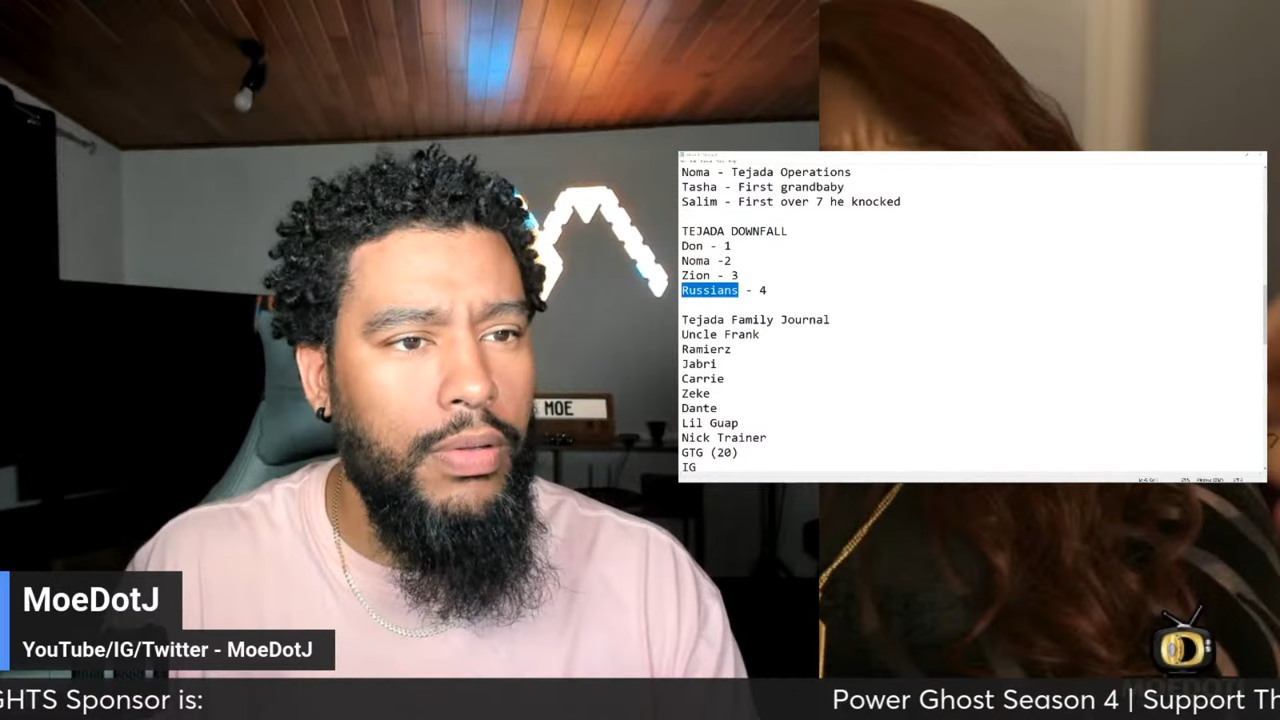 Noma - Tejada Operations
Tasha - First grandbaby
Salim - First over 7 he knocked
TEJADA DOWNFALL
Don - 1
Noma -2
Zion - 3
Russians - 4
Tejada Family Journal
Uncle Frank
Ramierz
Jabri
Carrie
Zeke
Dante
Lil Guap
Nick Trainer
GTG (20)
IG
MOE
MoeDotJ
YouTube/IG/Twitter - MoeDotJ
GHTS Sponsor is:
Power Ghost Season 4 | Support Th